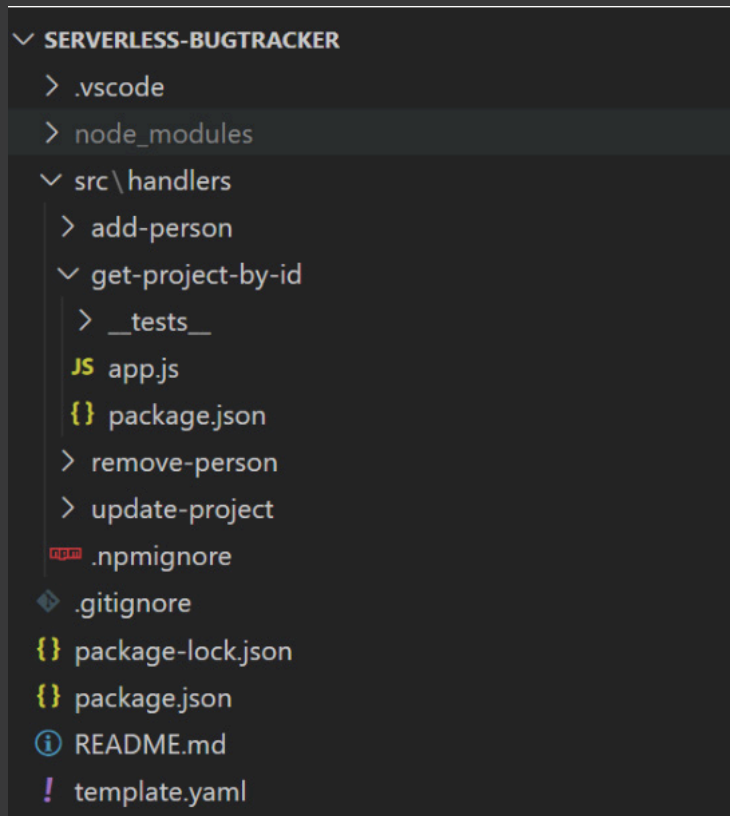 SERVERLESS-BUGTRACKER
.vscode
node_modules
src\handlers
add-person
get-project-by-id
__tests__
JS app.js
{} package.json
remove-person
update-project
npm .npmignore
.gitignore
{} package-lock.json
{} package.json
README.md
! template.yaml